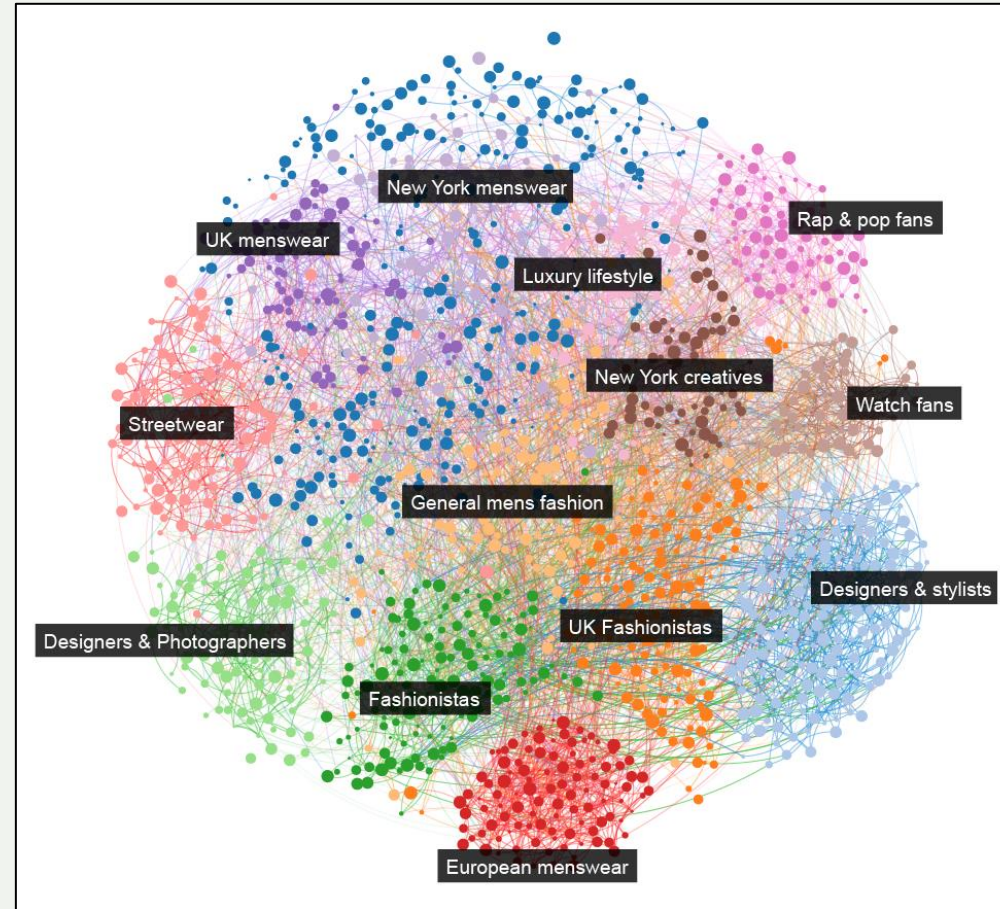 New York menswear
Rap & pop fans
UK menswear
Luxury lifestyle
New York creatives
Watch fans
Streetwear
General mens fashion
Designers & stylists
UK Fashionistas
Designers & Photographers
Fashionistas
European menswear